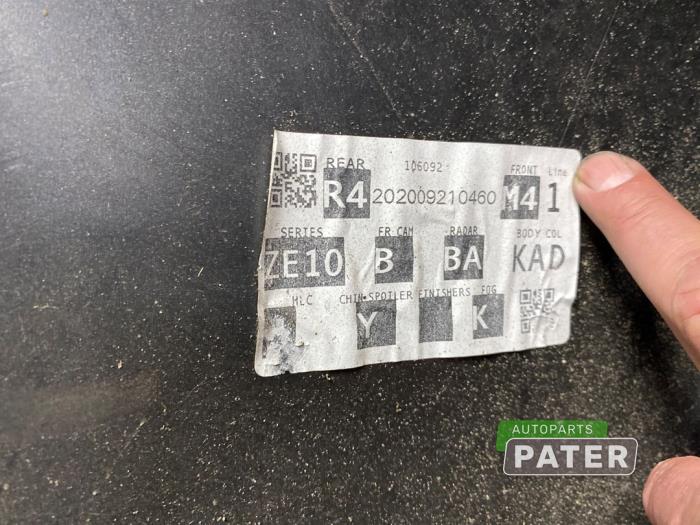 REAR 106092 FRONT Line
R4 202009210460 M4 1
SERIES FR CAM RADAR BODY COL
ZE10 B BA KAD
HLC CHIN-SPOILER FINISHERS FOG
Y K
AUTOPARTS
PATER